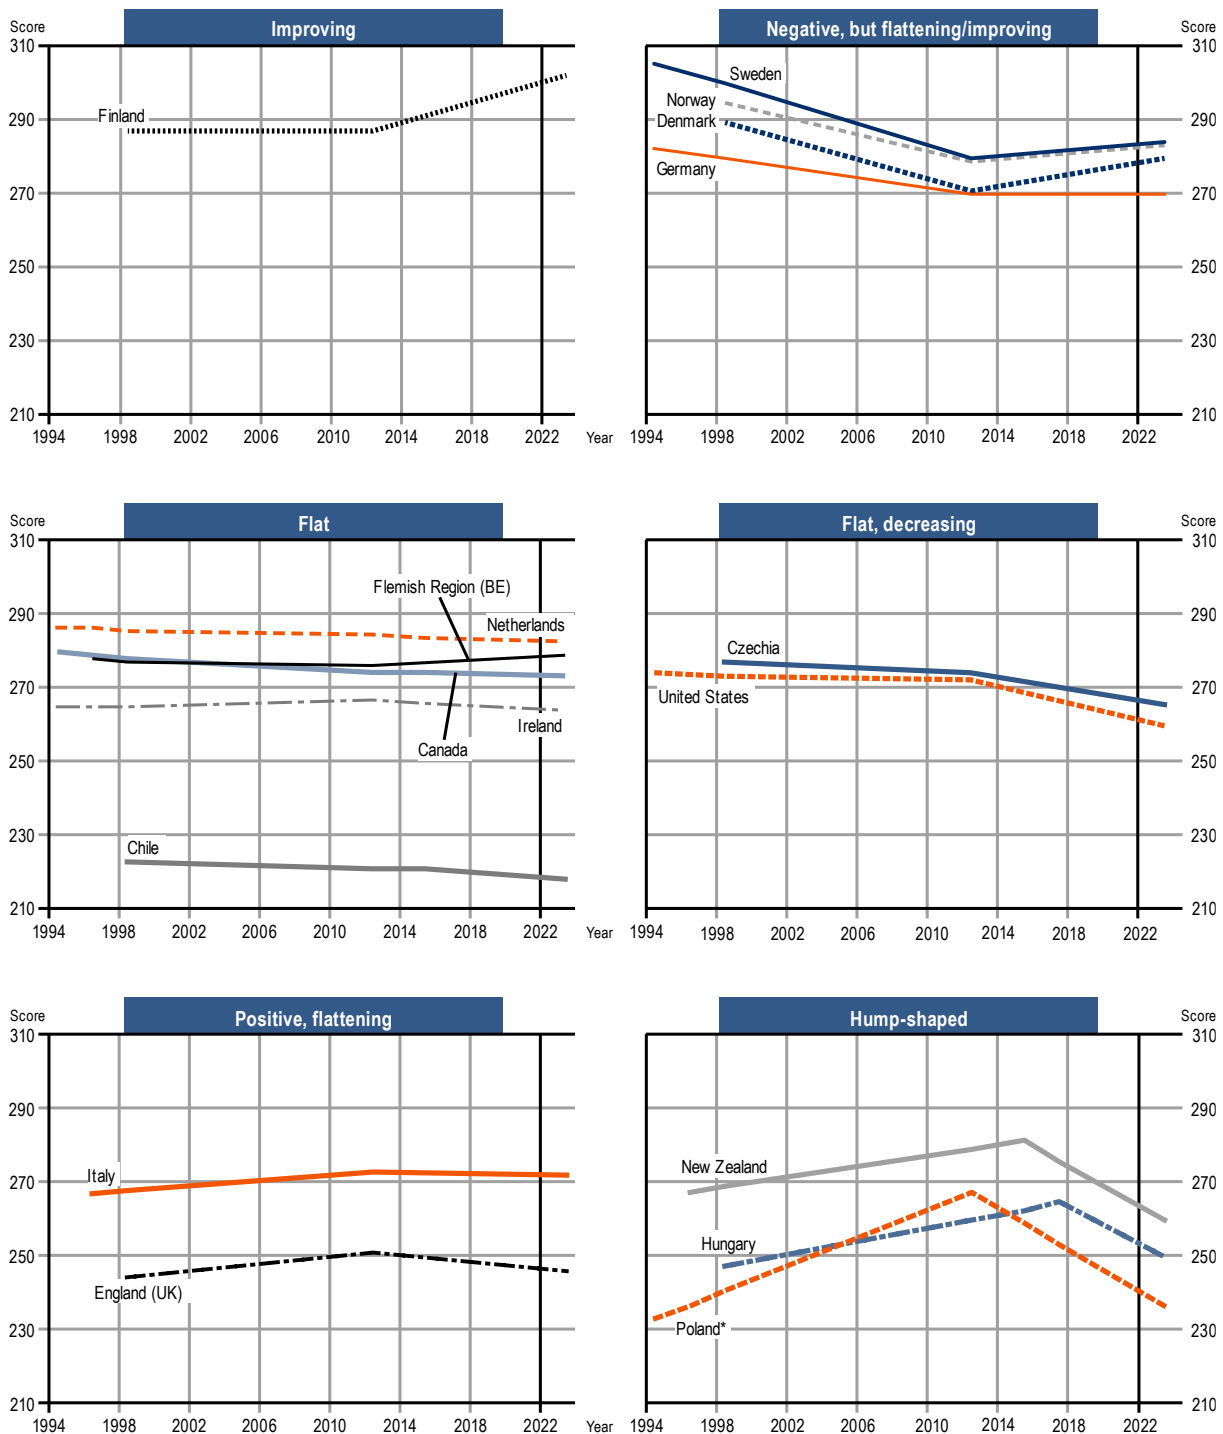 Improving
Score
310
290
270
250
230
210
Finland
1994 1998 2002 2006 2010 2014 2018 2022 Year
Negative, but flattening/improving
Score
310
290
270
250
230
210
Sweden
Norway
Denmark
Germany
1994 1998 2002 2006 2010 2014 2018 2022
Flat
Score
310
290
270
250
230
210
Flemish Region (BE)
Netherlands
Ireland
Canada
Chile
1994 1998 2002 2006 2010 2014 2018 2022 Year
Flat, decreasing
Score
310
290
270
250
230
210
Czechia
United States
1994 1998 2002 2006 2010 2014 2018 2022
Positive, flattening
Score
310
290
270
250
230
210
Italy
England (UK)
1994 1998 2002 2006 2010 2014 2018 2022 Year
Hump-shaped
Score
310
290
270
250
230
210
New Zealand
Hungary
Poland*
1994 1998 2002 2006 2010 2014 2018 2022